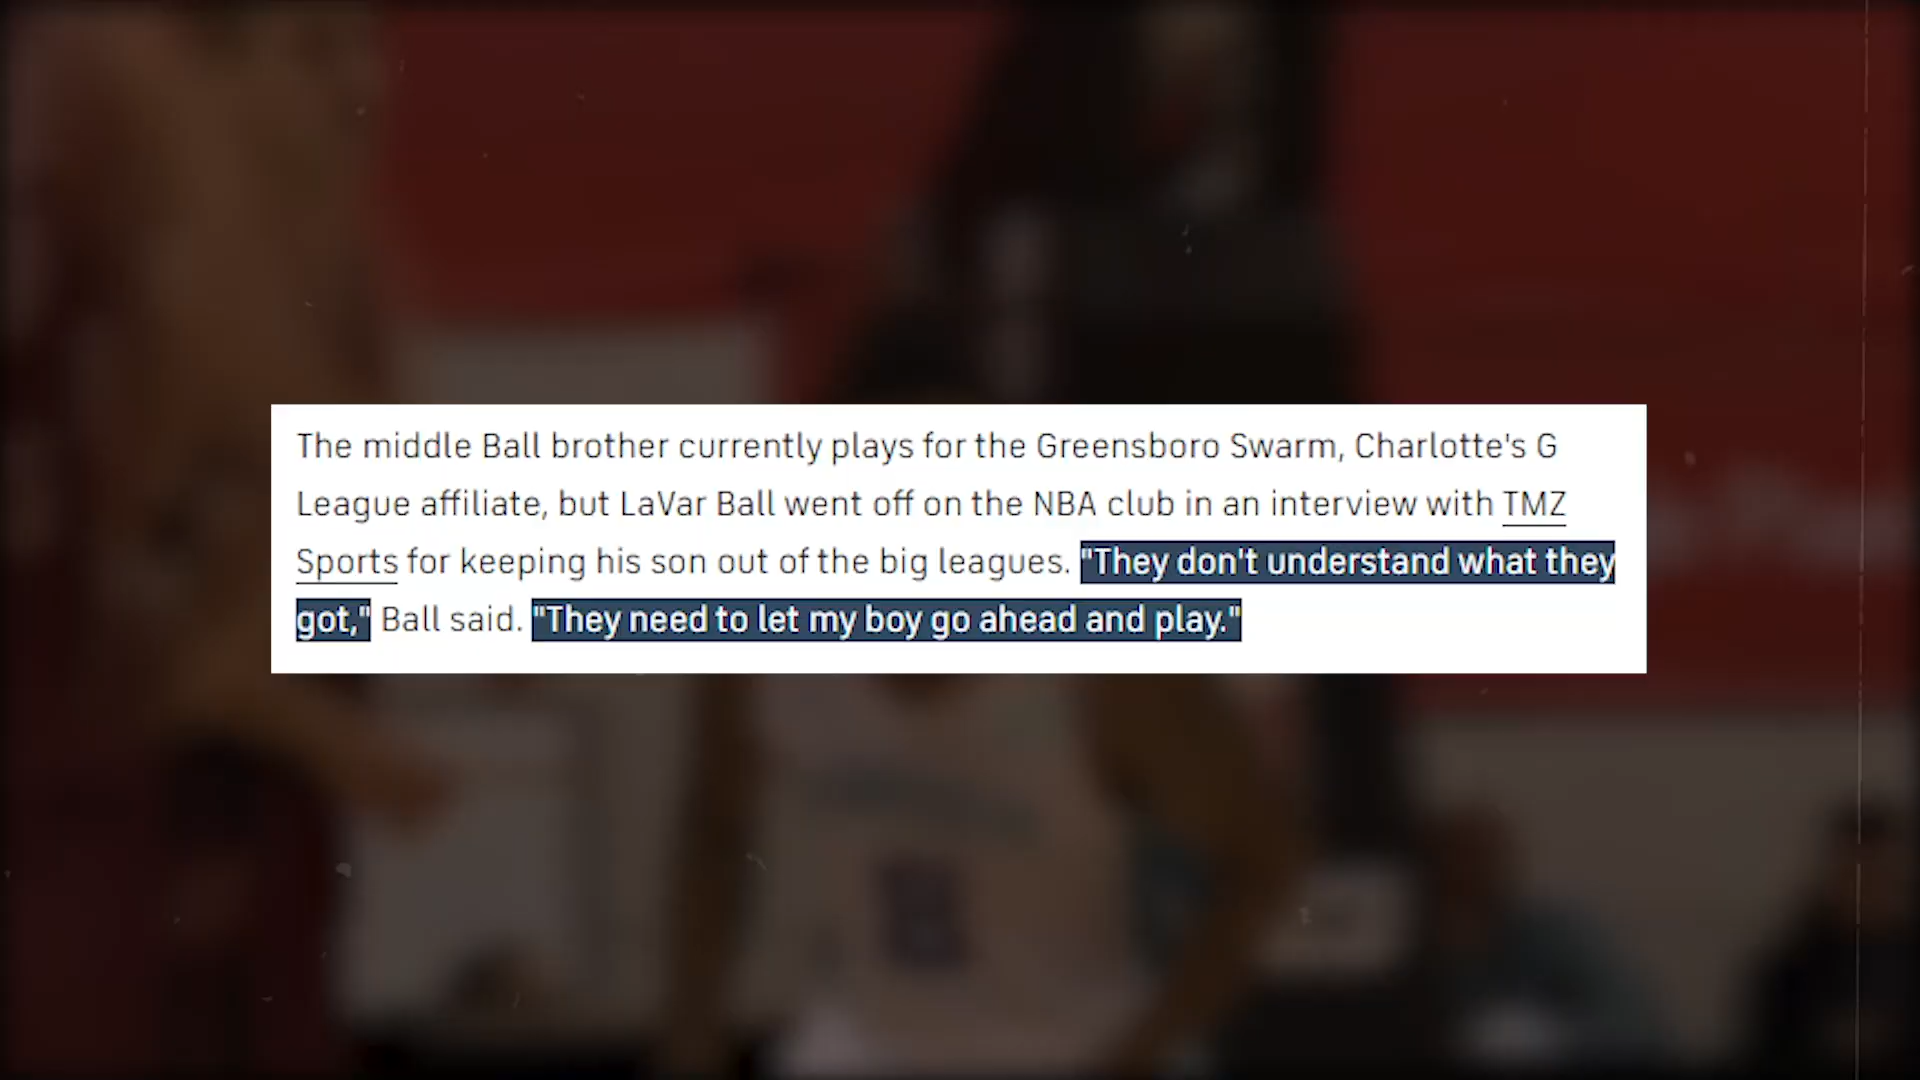 The middle Ball brother currently plays for the Greensboro Swarm, Charlotte's G
League affiliate, but LaVar Ball went off on the NBA club in an interview with TMZ
Sports for keeping his son out of the big leagues. "They don't understand what they
got," Ball said. "They need to let my boy go ahead and play."